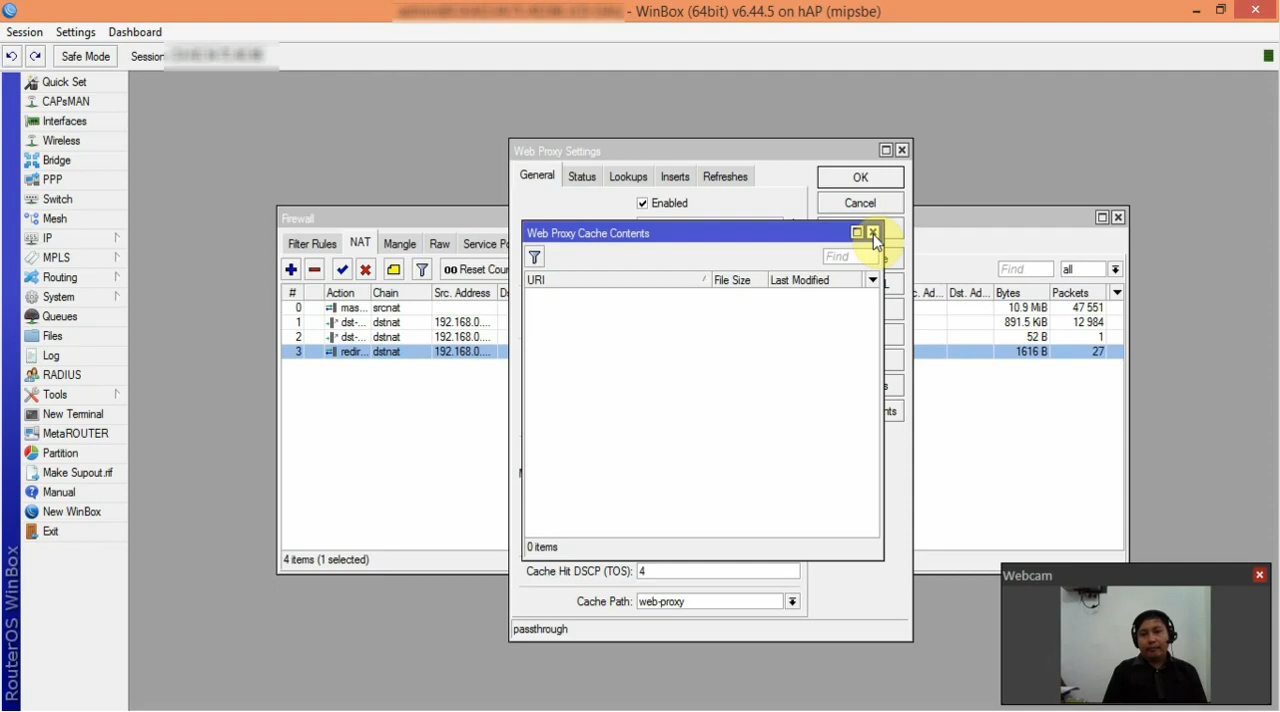 - WinBox (64bit) v6.44.5 on hAP (mipsbe)
Session Settings Dashboard
Safe Mode Session
Quick Set
CAPsMAN
Interfaces
Wireless
Bridge
PPP
Switch
Mesh
IP
MPLS
Routing
System
Queues
Files
Log
RADIUS
Tools
New Terminal
MetaROUTER
Partition
Make Supout.rif
Manual
New WinBox
Exit
RouterOS WinBox
Firewall
Filter Rules NAT Mangle Raw Service Po
00 Reset Cour
Find all
# Action Chain Src. Address D c. Ad... Dst. Ad... Bytes Packets
0 mas... srcnat 10.9 MiB 47 551
1 dst-... dstnat 192.168.0.... 891.5 KiB 12 984
2 dst-... dstnat 192.168.0.... 52 B 1
3 redir... dstnat 192.168.0.... 1616 B 27
4 items (1 selected)
Web Proxy Settings
General Status Lookups Inserts Refreshes
OK
Cancel
Enabled
Web Proxy Cache Contents
Find
URI File Size Last Modified
0 items
Cache Hit DSCP (TOS): 4
Cache Path: web-proxy
passthrough
Webcam